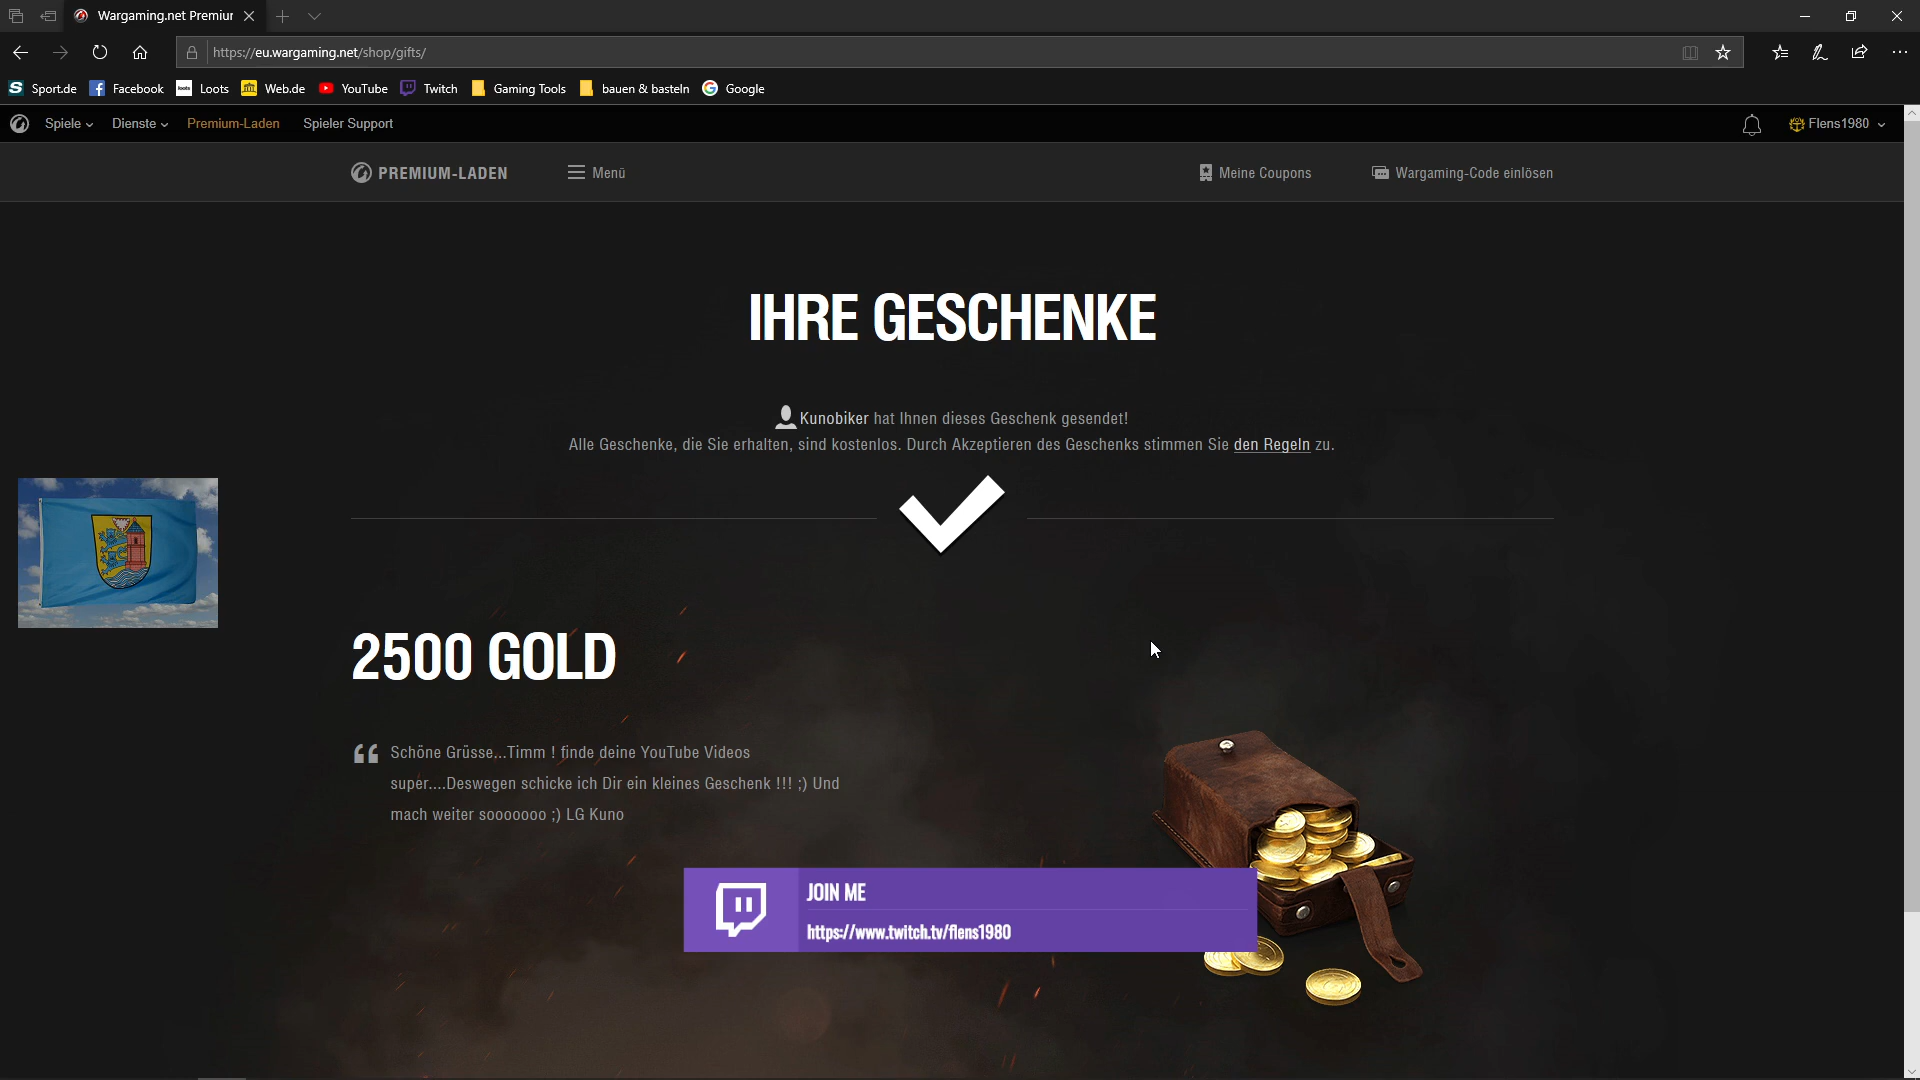 Wargaming.net Premiur
https://eu.wargaming.net/shop/gifts/
Sport.de Facebook Loots Web.de YouTube Twitch Gaming Tools bauen & basteln Google
Spiele Dienste Premium-Laden Spieler Support Flens1980
PREMIUM-LADEN Menü Meine Coupons Wargaming-Code einlösen
IHRE GESCHENKE
Kunobiker hat Ihnen dieses Geschenk gesendet!
Alle Geschenke, die Sie erhalten, sind kostenlos. Durch Akzeptieren des Geschenks stimmen Sie den Regeln zu.
2500 GOLD
Schöne Grüsse...Timm ! finde deine YouTube Videos
super....Deswegen schicke ich Dir ein kleines Geschenk !!! ;) Und
mach weiter sooooooo ;) LG Kuno
JOIN ME
https://www.twitch.tv/flens1980